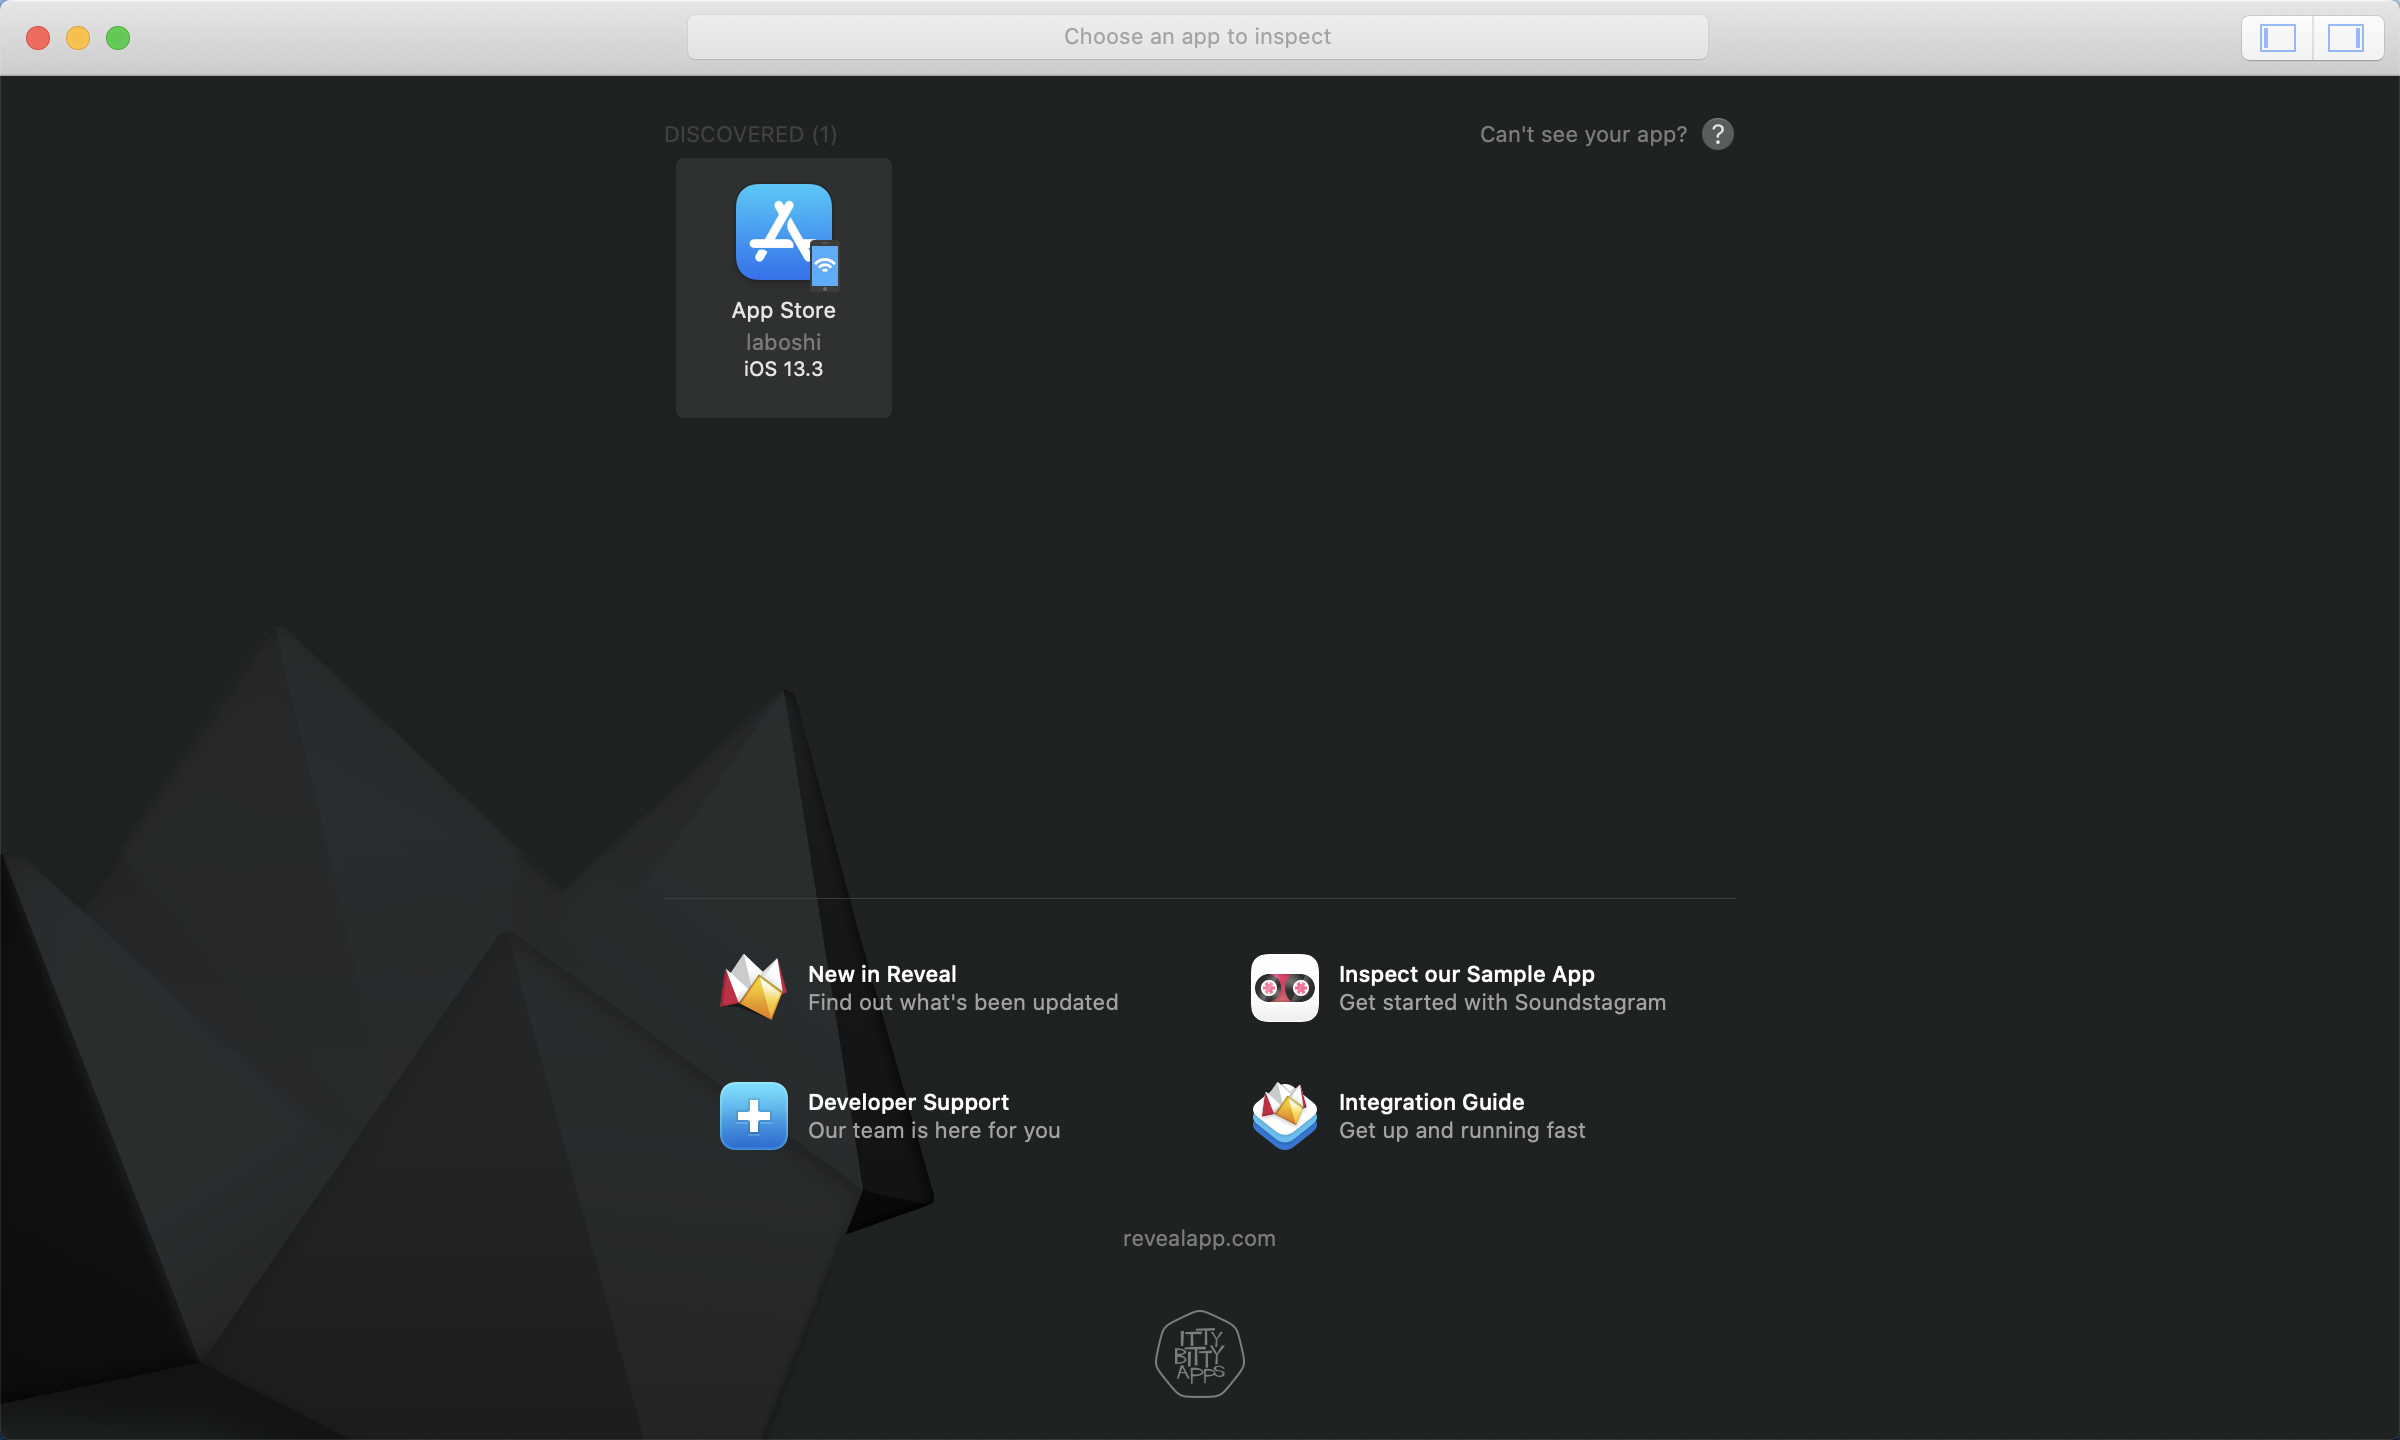 Choose an app to inspect
DISCOVERED (1)
Can't see your app? ?
App Store
laboshi
iOS 13.3
New in Reveal
Find out what's been updated
Inspect our Sample App
Get started with Soundstagram
Developer Support
Our team is here for you
Integration Guide
Get up and running fast
revealapp.com
ITTY
BITTY
APPS